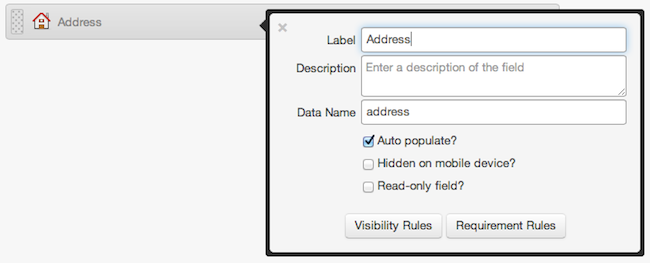 Address
Label Address
Description Enter a description of the field
Data Name address
Auto populate?
Hidden on mobile device?
Read-only field?
Visibility Rules Requirement Rules